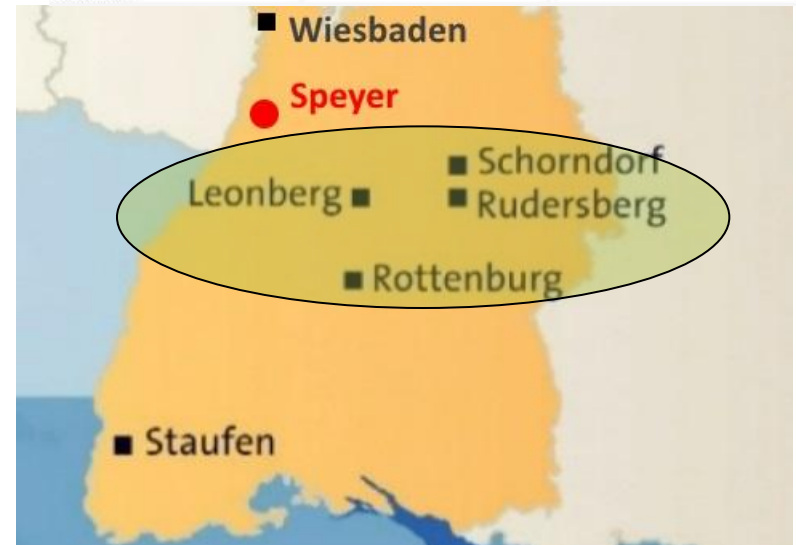 Wiesbaden
Speyer
Schorndorf
Leonberg
Rudersberg
Rottenburg
Staufen